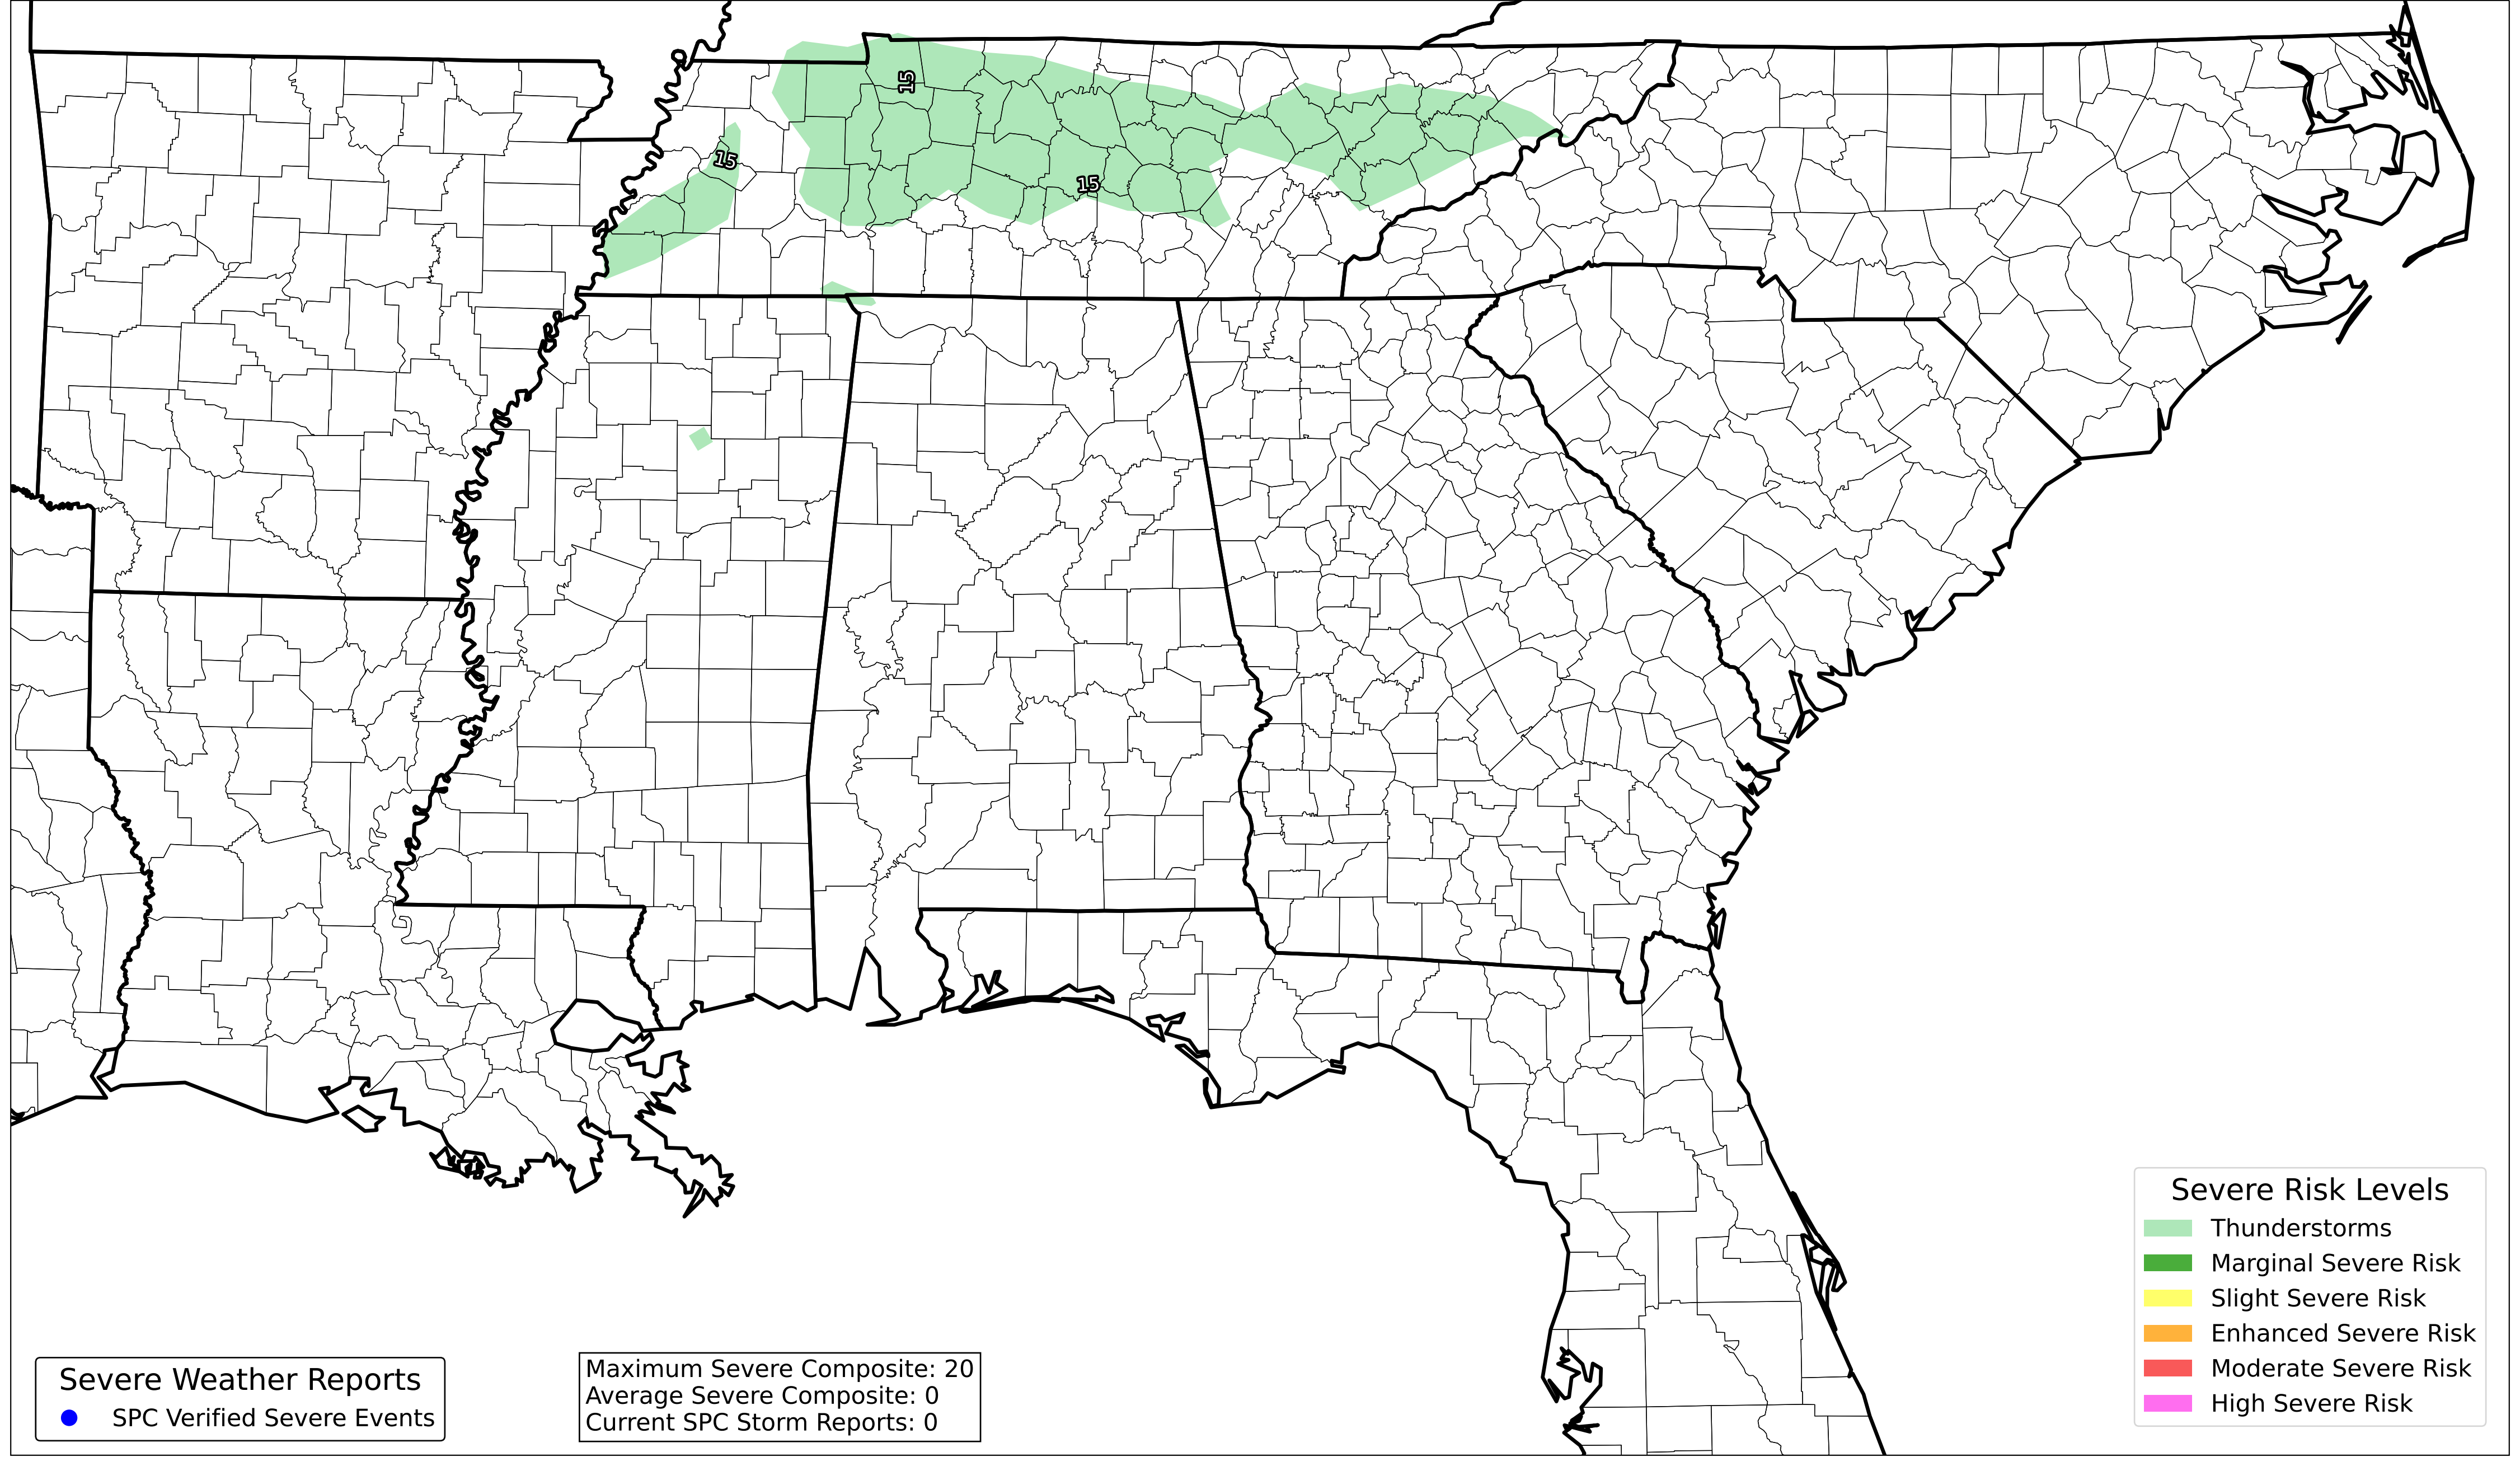 15
15
15
Severe Risk Levels
Thunderstorms
Marginal Severe Risk
Slight Severe Risk
Enhanced Severe Risk
Moderate Severe Risk
High Severe Risk
Severe Weather Reports
SPC Verified Severe Events
Maximum Severe Composite: 20
Average Severe Composite: 0
Current SPC Storm Reports: 0